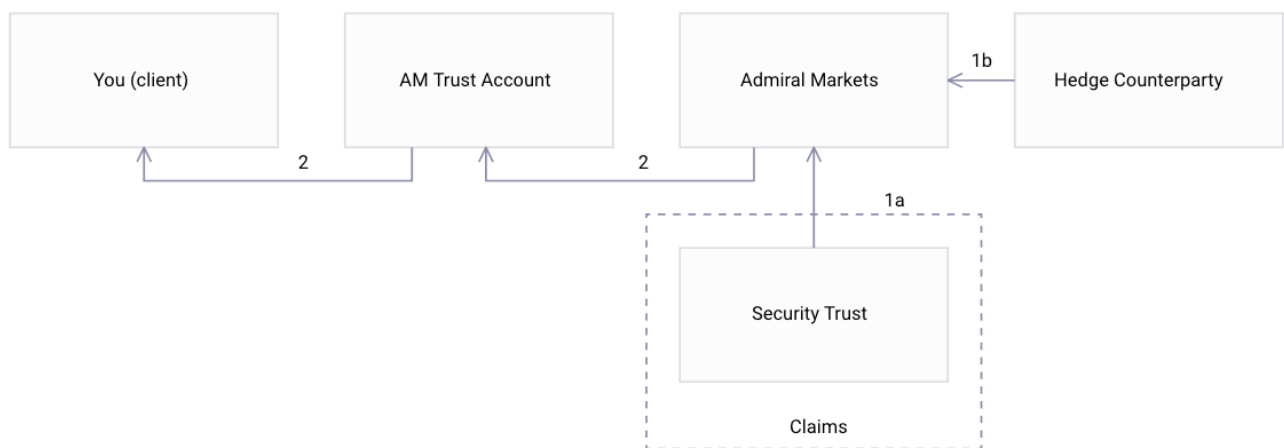 You (client)
AM Trust Account
Admiral Markets
1b
Hedge Counterparty
2
2
1a
Security Trust
Claims